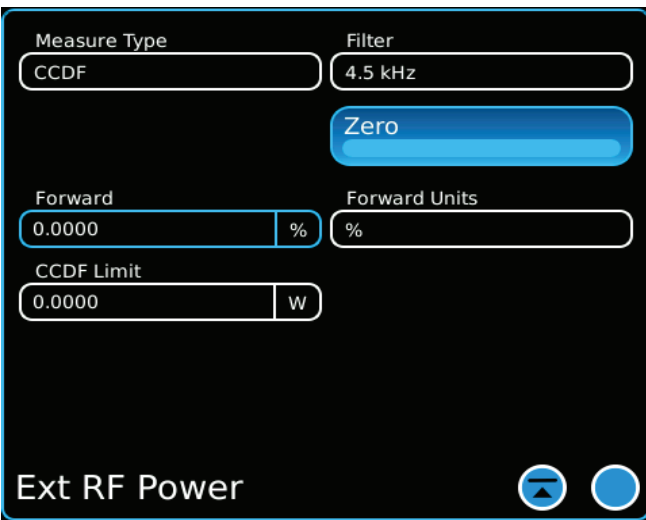 Measure Type Filter
CCDF 4.5 kHz
Zero
Forward Forward Units
0.0000 % %
CCDF Limit
0.0000 W
Ext RF Power